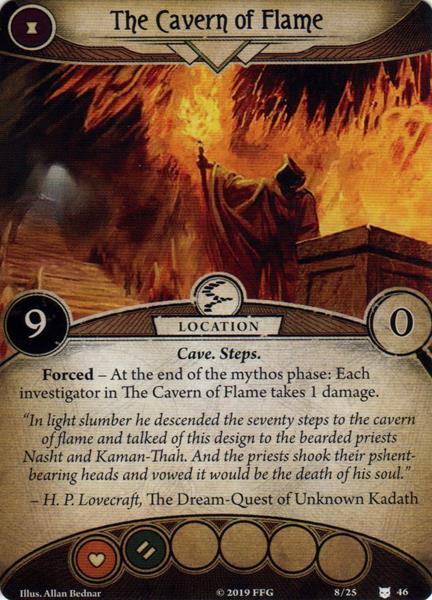 The Cavern of Flame
9
LOCATION
0
Cave. Steps.
Forced – At the end of the mythos phase: Each
investigator in The Cavern of Flame takes 1 damage.
“In light slumber he descended the seventy steps to the cavern
of flame and talked of this design to the bearded priests
Nasht and Kaman-Thah. And the priests shook their pshent-
bearing heads and vowed it would be the death of his soul.”
– H. P. Lovecraft, The Dream-Quest of Unknown Kadath
Illus. Allan Bednar © 2019 FFG 8/25 46